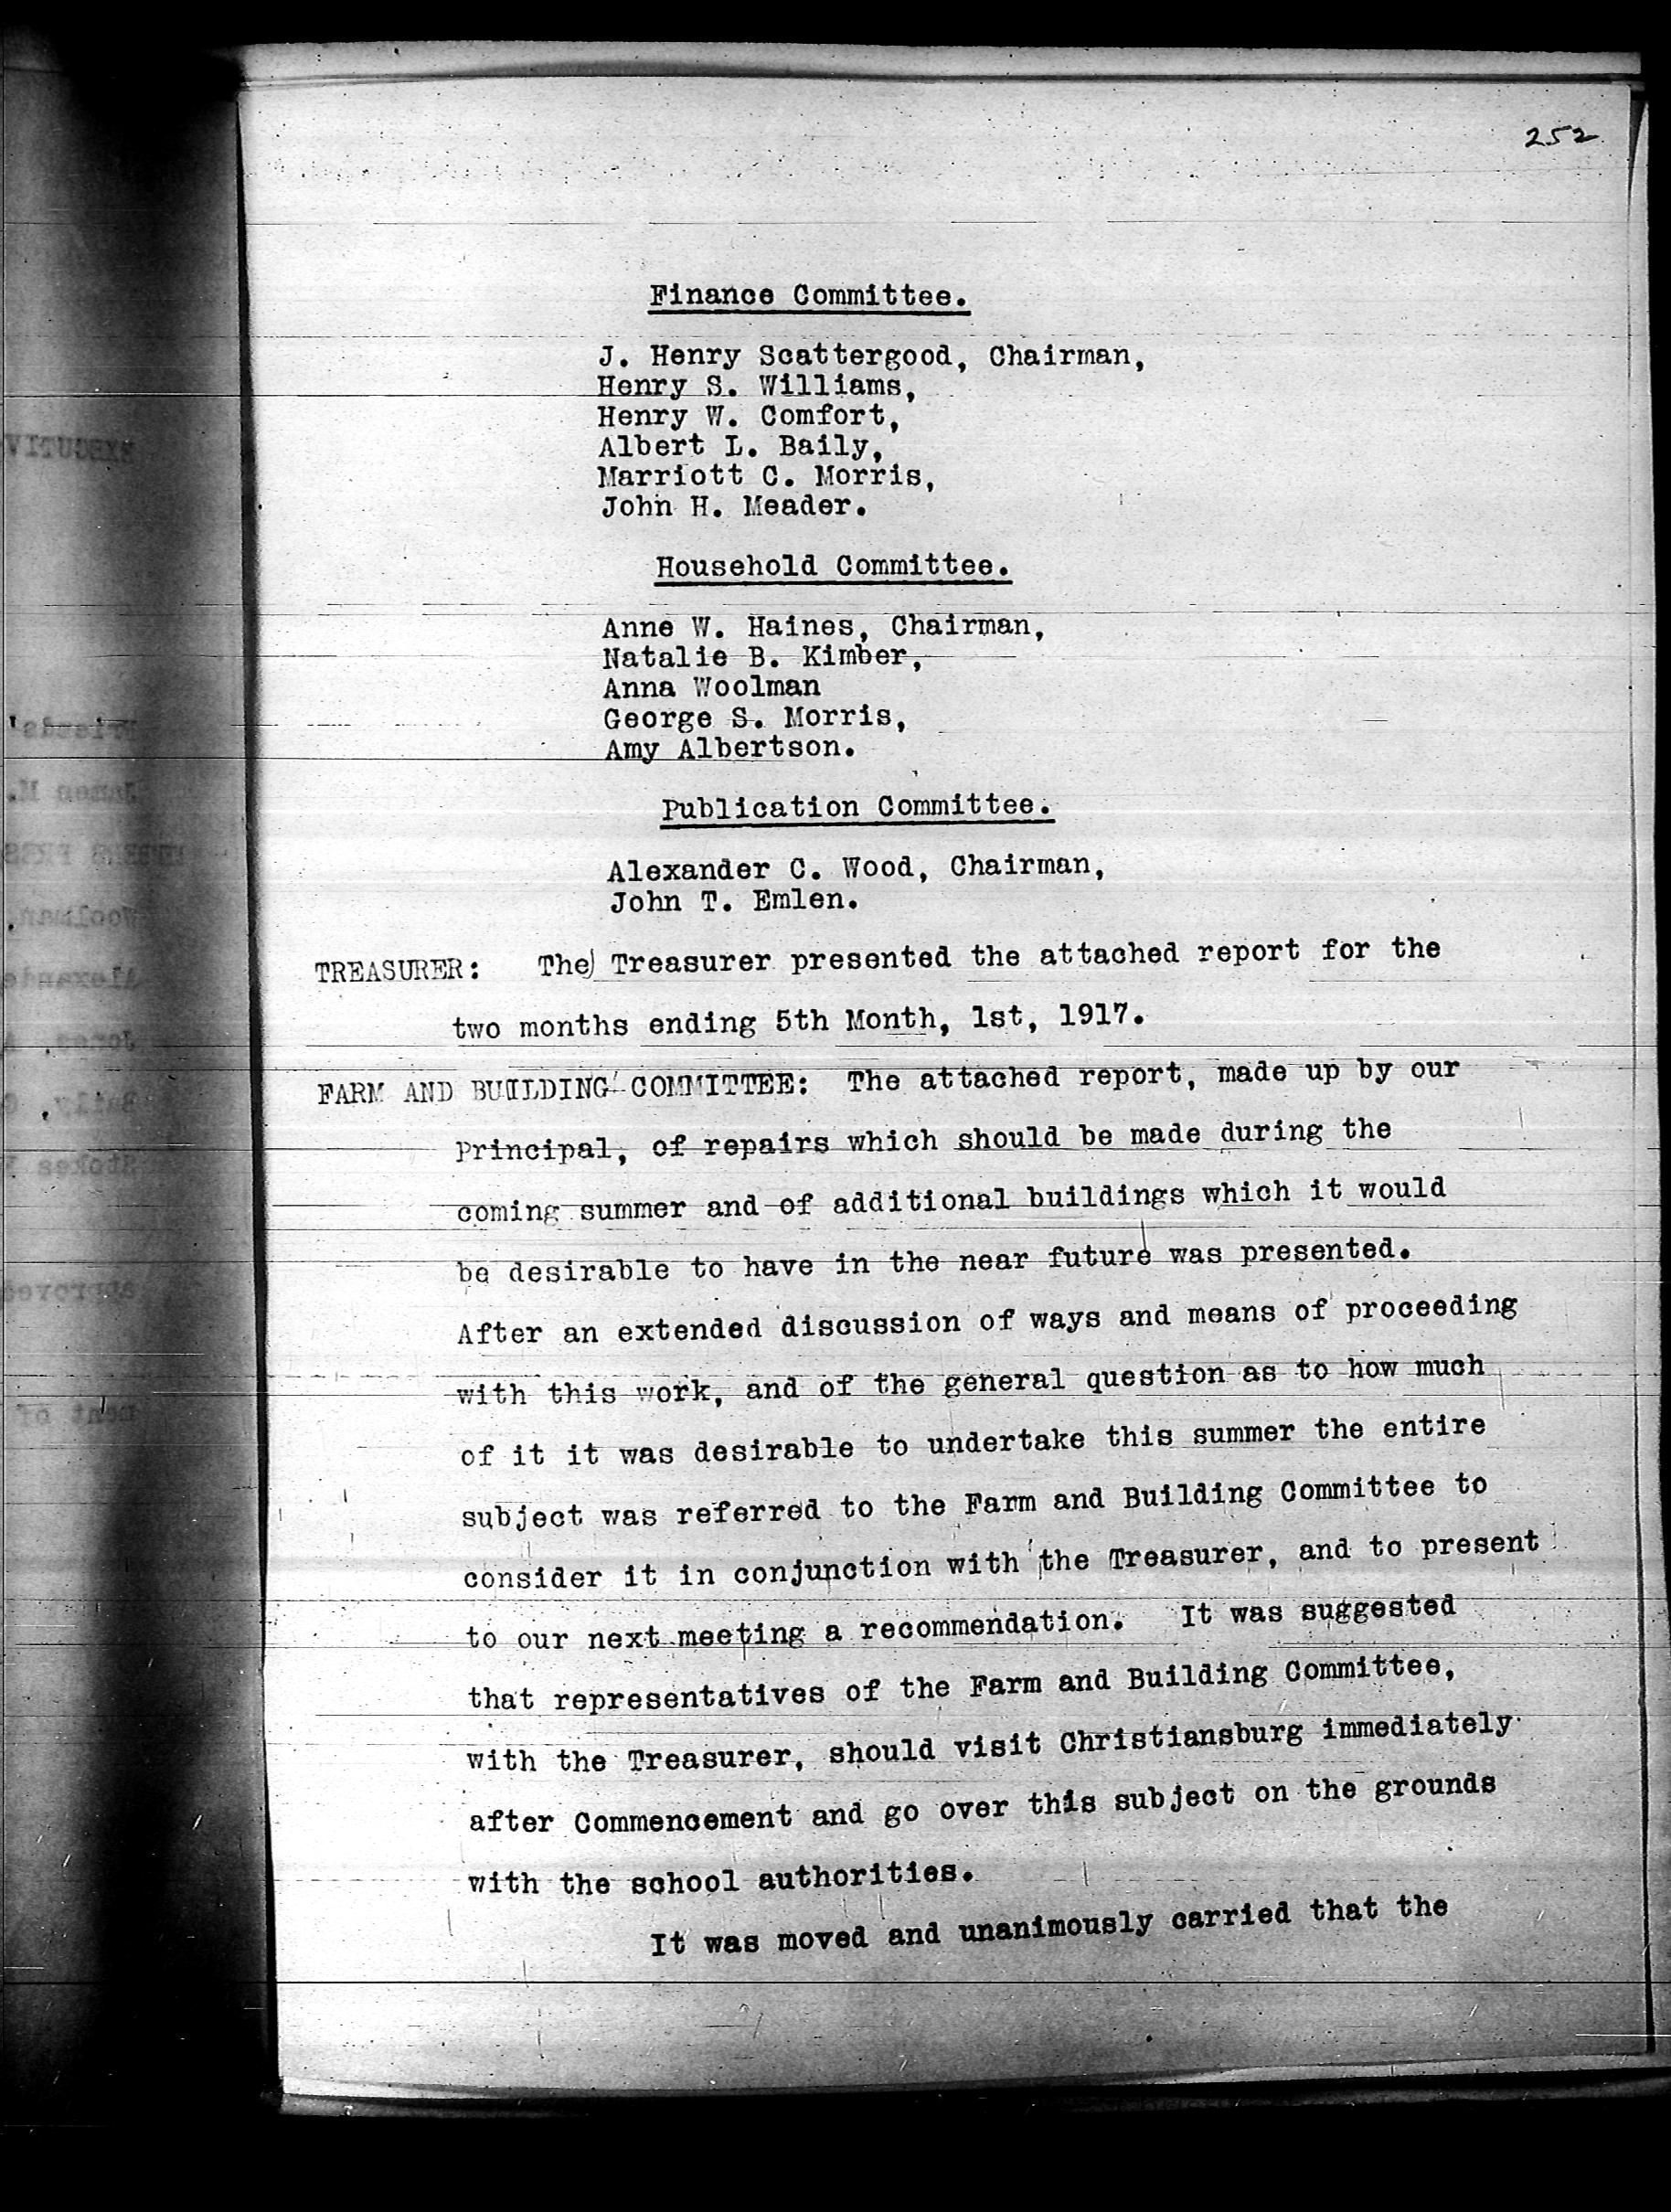 252
Finance Committee.
J. Henry Scattergood, Chairman,
Henry S. Williams,
Henry W. Comfort,
Albert L. Baily,
Marriott C. Morris,
John H. Meader.
Household Committee.
Anne W. Haines, Chairman,
Natalie B. Kimber,
Anna Woolman
George S. Morris,
Amy Albertson.
Publication Committee.
Alexander C. Wood, Chairman,
John T. Emlen.
TREASURER: The Treasurer presented the attached report for the
two months ending 5th Month, 1st, 1917.
FARM AND BUILDING COMMITTEE: The attached report, made up by our
Principal, of repairs which should be made during the
coming summer and of additional buildings which it would
be desirable to have in the near future was presented.
After an extended discussion of ways and means of proceeding
with this work, and of the general question as to how much
of it it was desirable to undertake this summer the entire
subject was referred to the Farm and Building Committee to
consider it in conjunction with the Treasurer, and to present
to our next meeting a recommendation. It was suggested
that representatives of the Farm and Building Committee,
with the Treasurer, should visit Christiansburg immediately
after Commencement and go over this subject on the grounds
with the school authorities.
It was moved and unanimously carried that the